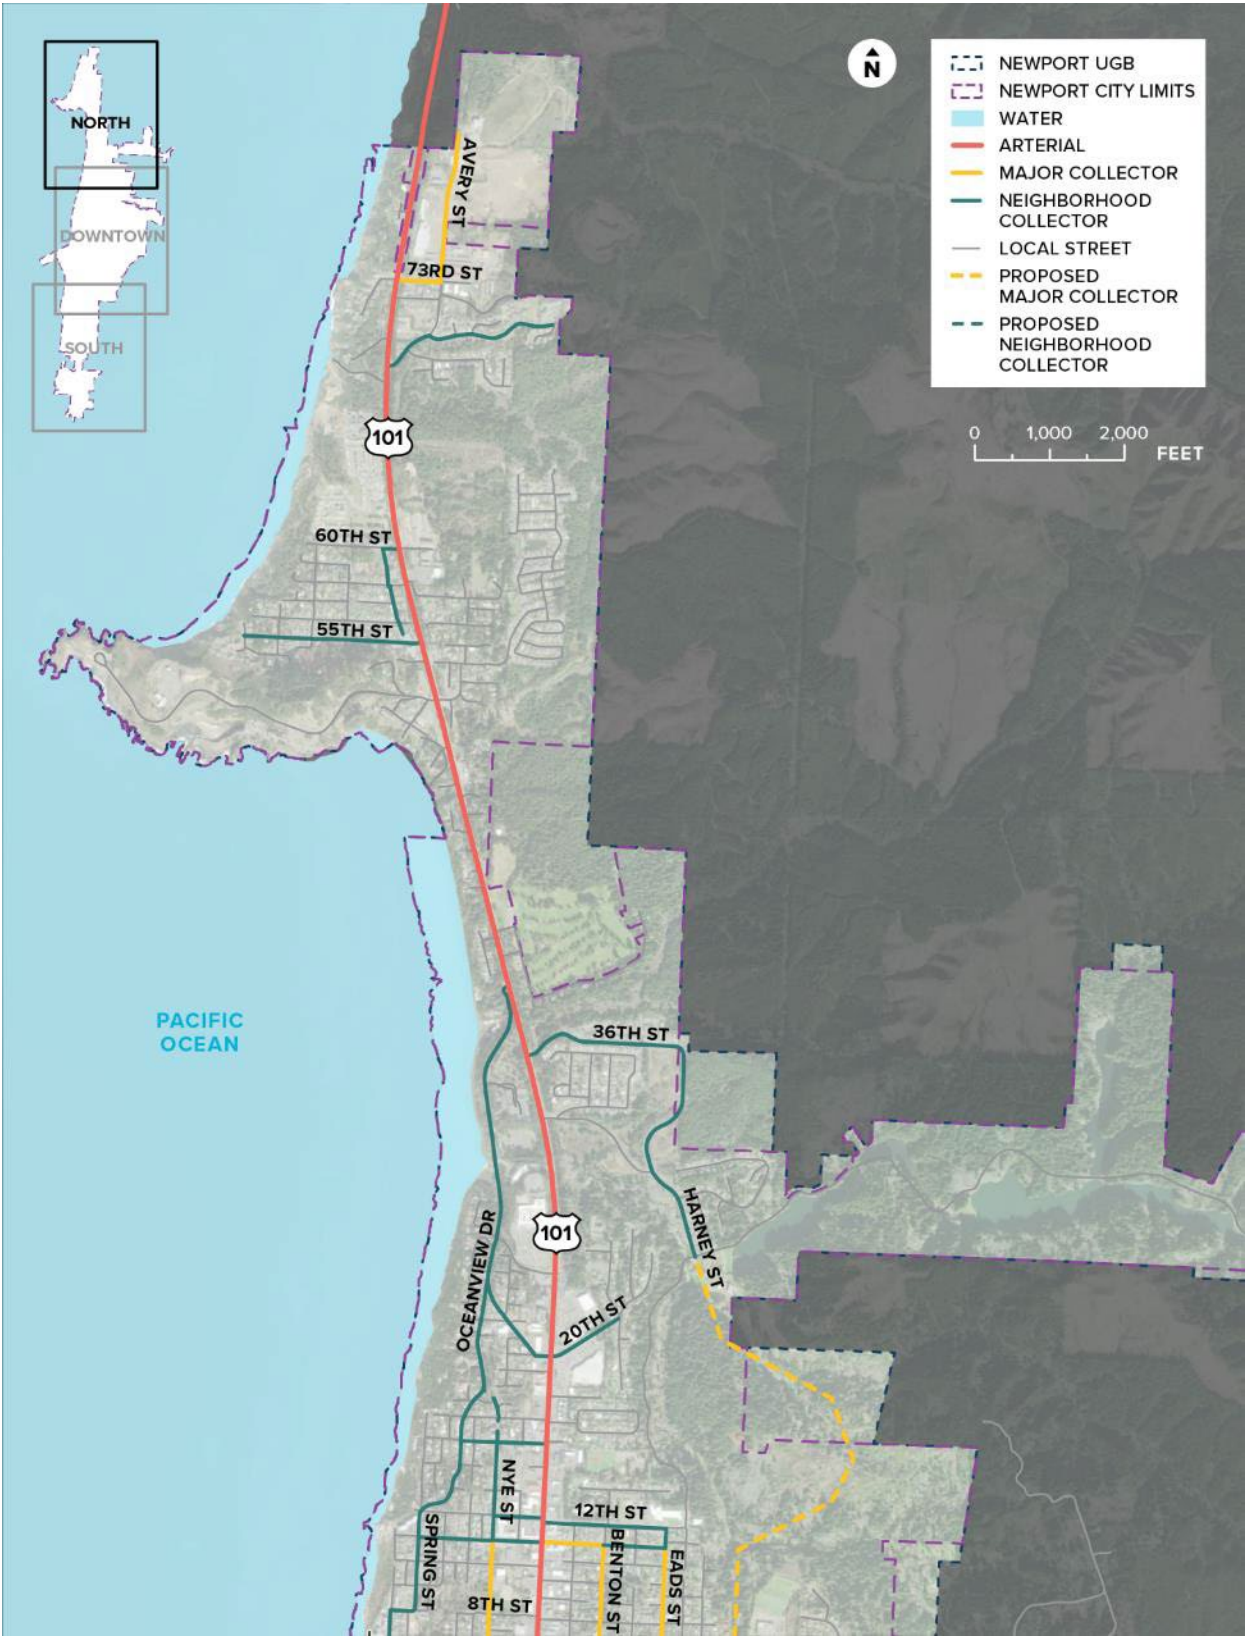 NORTH
DOWNTOWN
SOUTH
N
NEWPORT UGB
NEWPORT CITY LIMITS
WATER
ARTERIAL
MAJOR COLLECTOR
NEIGHBORHOOD
COLLECTOR
LOCAL STREET
PROPOSED
MAJOR COLLECTOR
PROPOSED
NEIGHBORHOOD
COLLECTOR
0 1,000 2,000
FEET
AVERY ST
73RD ST
101
60TH ST
55TH ST
PACIFIC
OCEAN
36TH ST
HARNEY ST
OCEANVIEW DR
101
20TH ST
NYE ST
12TH ST
SPRING ST
BENTON ST
EADS ST
8TH ST